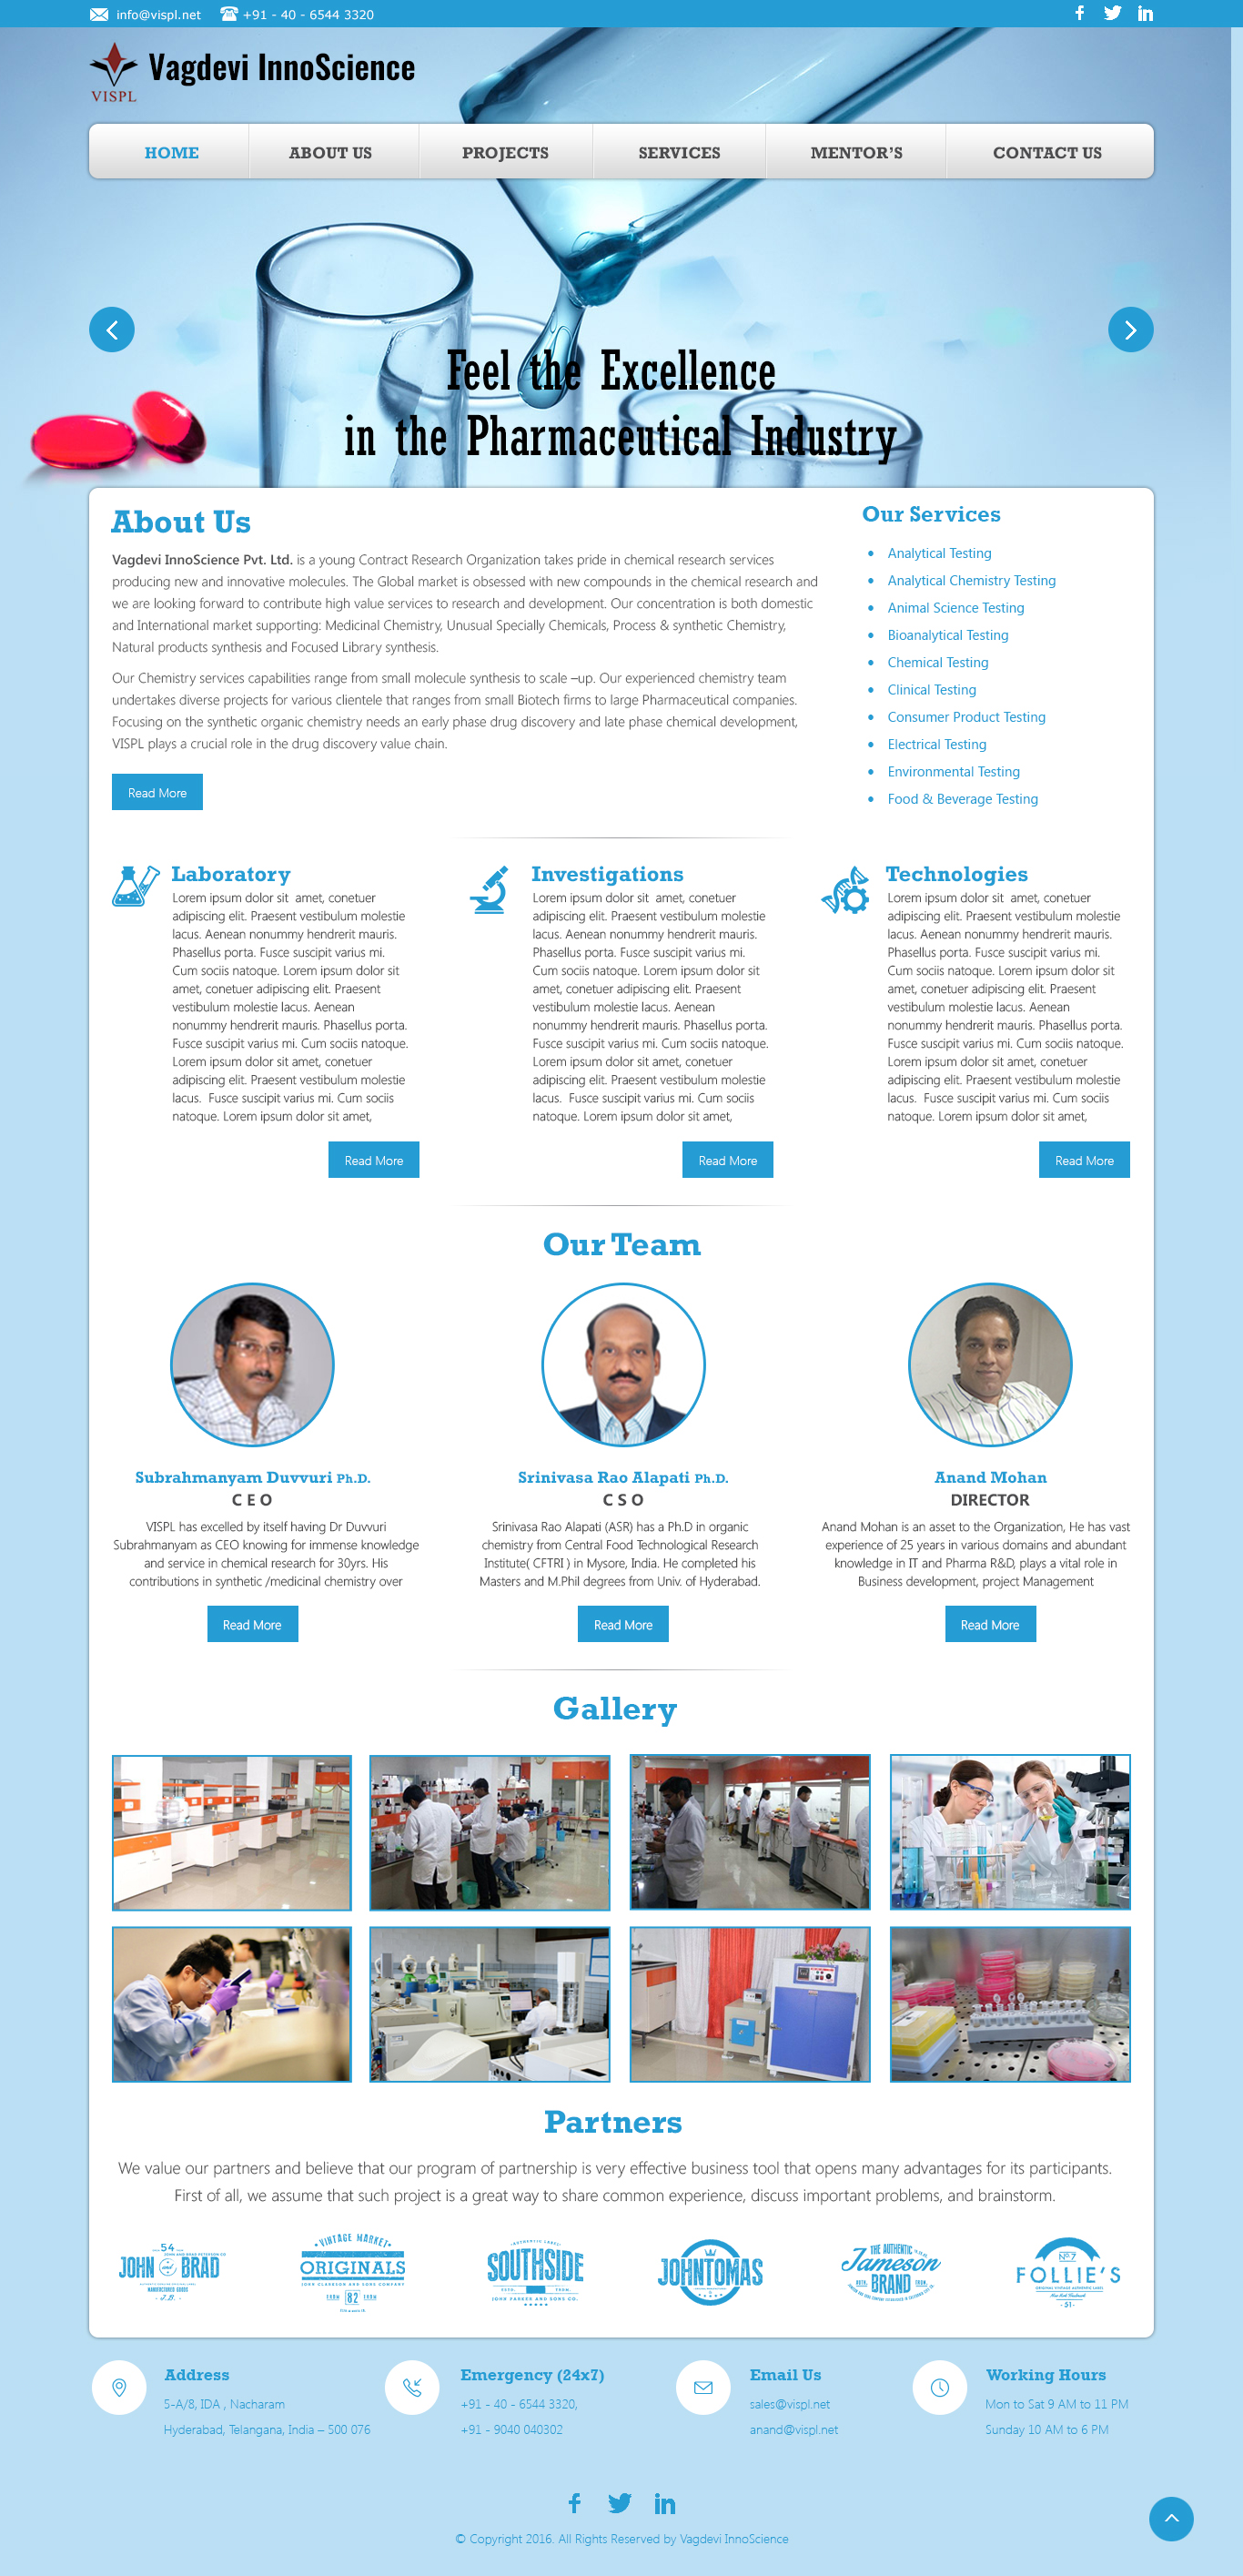 info@vispl.net +91 - 40 - 6544 3320
Vagdevi InnoScience
VISPL
HOME ABOUT US PROJECTS SERVICES MENTOR'S CONTACT US
Feel the Excellence
in the Pharmaceutical Industry
About Us
Vagdevi InnoScience Pvt. Ltd. is a young Contract Research Organization takes pride in chemical research services
producing new and innovative molecules. The Global market is obsessed with new compounds in the chemical research and
we are looking forward to contribute high value services to research and development. Our concentration is both domestic
and International market supporting: Medicinal Chemistry, Unusual Specially Chemicals, Process & synthetic Chemistry,
Natural products synthesis and Focused Library synthesis.
Our Chemistry services capabilities range from small molecule synthesis to scale –up. Our experienced chemistry team
undertakes diverse projects for various clientele that ranges from small Biotech firms to large Pharmaceutical companies.
Focusing on the synthetic organic chemistry needs an early phase drug discovery and late phase chemical development,
VISPL plays a crucial role in the drug discovery value chain.
Read More
Our Services
• Analytical Testing
• Analytical Chemistry Testing
• Animal Science Testing
• Bioanalytical Testing
• Chemical Testing
• Clinical Testing
• Consumer Product Testing
• Electrical Testing
• Environmental Testing
• Food & Beverage Testing
Laboratory
Lorem ipsum dolor sit amet, conetuer
adipiscing elit. Praesent vestibulum molestie
lacus. Aenean nonummy hendrerit mauris.
Phasellus porta. Fusce suscipit varius mi.
Cum sociis natoque. Lorem ipsum dolor sit
amet, conetuer adipiscing elit. Praesent
vestibulum molestie lacus. Aenean
nonummy hendrerit mauris. Phasellus porta.
Fusce suscipit varius mi. Cum sociis natoque.
Lorem ipsum dolor sit amet, conetuer
adipiscing elit. Praesent vestibulum molestie
lacus. Fusce suscipit varius mi. Cum sociis
natoque. Lorem ipsum dolor sit amet,
Read More
Investigations
Lorem ipsum dolor sit amet, conetuer
adipiscing elit. Praesent vestibulum molestie
lacus. Aenean nonummy hendrerit mauris.
Phasellus porta. Fusce suscipit varius mi.
Cum sociis natoque. Lorem ipsum dolor sit
amet, conetuer adipiscing elit. Praesent
vestibulum molestie lacus. Aenean
nonummy hendrerit mauris. Phasellus porta.
Fusce suscipit varius mi. Cum sociis natoque.
Lorem ipsum dolor sit amet, conetuer
adipiscing elit. Praesent vestibulum molestie
lacus. Fusce suscipit varius mi. Cum sociis
natoque. Lorem ipsum dolor sit amet,
Read More
Technologies
Lorem ipsum dolor sit amet, conetuer
adipiscing elit. Praesent vestibulum molestie
lacus. Aenean nonummy hendrerit mauris.
Phasellus porta. Fusce suscipit varius mi.
Cum sociis natoque. Lorem ipsum dolor sit
amet, conetuer adipiscing elit. Praesent
vestibulum molestie lacus. Aenean
nonummy hendrerit mauris. Phasellus porta.
Fusce suscipit varius mi. Cum sociis natoque.
Lorem ipsum dolor sit amet, conetuer
adipiscing elit. Praesent vestibulum molestie
lacus. Fusce suscipit varius mi. Cum sociis
natoque. Lorem ipsum dolor sit amet,
Read More
Our Team
Subrahmanyam Duvvuri Ph.D.
C E O
VISPL has excelled by itself having Dr Duvvuri
Subrahmanyam as CEO knowing for immense knowledge
and service in chemical research for 30yrs. His
contributions in synthetic /medicinal chemistry over
Read More
Srinivasa Rao Alapati Ph.D.
C S O
Srinivasa Rao Alapati (ASR) has a Ph.D in organic
chemistry from Central Food Technological Research
Institute( CFTRI ) in Mysore, India. He completed his
Masters and M.Phil degrees from Univ. of Hyderabad.
Read More
Anand Mohan
DIRECTOR
Anand Mohan is an asset to the Organization, He has vast
experience of 25 years in various domains and abundant
knowledge in IT and Pharma R&D, plays a vital role in
Business development, project Management
Read More
Gallery
Partners
We value our partners and believe that our program of partnership is very effective business tool that opens many advantages for its participants.
First of all, we assume that such project is a great way to share common experience, discuss important problems, and brainstorm.
54
JOHN BRAD
MANUFACTURED GOODS
J.B.
VINTAGE MARKET
ORIGINALS
JOHN CLARKSON AND SONS COMPANY
82
AUTHENTIC LABEL
SOUTHSIDE
JOHN PARKER AND SONS CO.
JOHNTOMAS
THE AUTHENTIC
Jameson
BRAND
Nº7
FOLLIE'S
ORIGINAL VINTAGE AUTHENTIC LABEL
-51-
Address
5-A/8, IDA , Nacharam
Hyderabad, Telangana, India – 500 076
Emergency (24x7)
+91 - 40 - 6544 3320,
+91 - 9040 040302
Email Us
sales@vispl.net
anand@vispl.net
Working Hours
Mon to Sat 9 AM to 11 PM
Sunday 10 AM to 6 PM
© Copyright 2016. All Rights Reserved by Vagdevi InnoScience